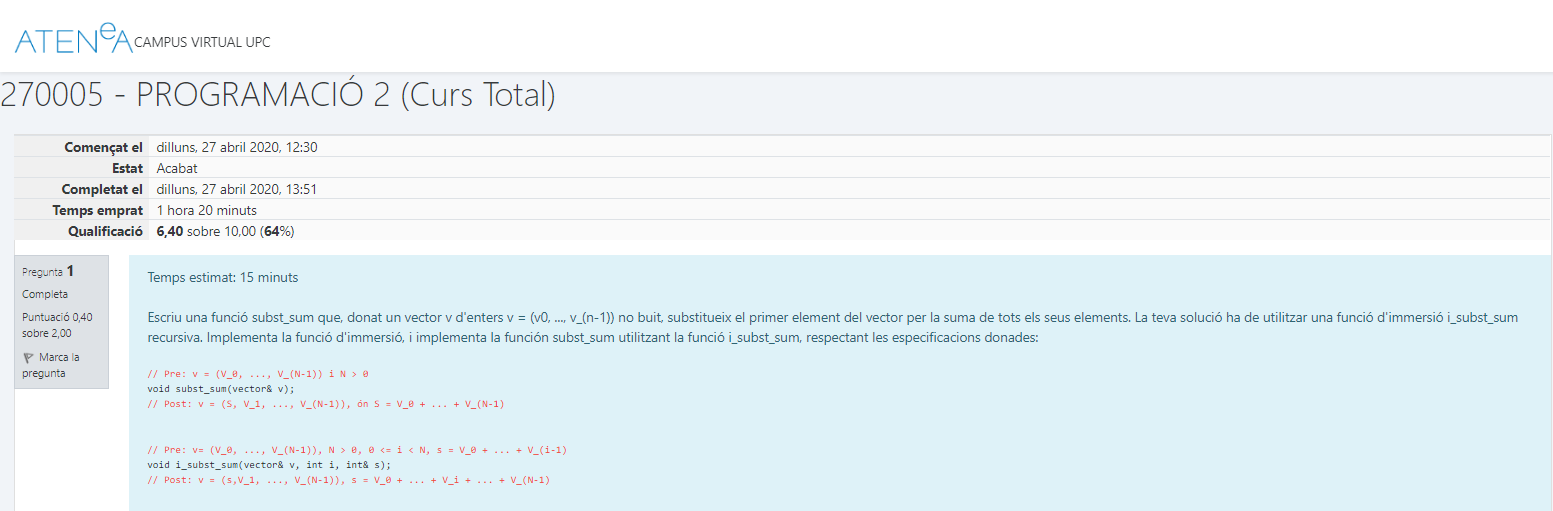 ATENeA CAMPUS VIRTUAL UPC
270005 - PROGRAMACIÓ 2 (Curs Total)
Començat el dilluns, 27 abril 2020, 12:30
Estat Acabat
Completat el dilluns, 27 abril 2020, 13:51
Temps emprat 1 hora 20 minuts
Qualificació 6,40 sobre 10,00 (64%)
Pregunta 1
Completa
Puntuació 0,40
sobre 2,00
Marca la
pregunta
Temps estimat: 15 minuts
Escriu una funció subst_sum que, donat un vector v d'enters v = (v0, ..., v_(n-1)) no buit, substitueix el primer element del vector per la suma de tots els seus elements. La teva solució ha de utilitzar una funció d'immersió i_subst_sum
recursiva. Implementa la funció d'immersió, i implementa la función subst_sum utilitzant la funció i_subst_sum, respectant les especificacions donades:
// Pre: v = (V_0, ..., V_(N-1)) i N > 0
void subst_sum(vector& v);
// Post: v = (S, V_1, ..., V_(N-1)), ón S = V_0 + ... + V_(N-1)
// Pre: v= (V_0, ..., V_(N-1)), N > 0, 0 <= i < N, s = V_0 + ... + V_(i-1)
void i_subst_sum(vector& v, int i, int& s);
// Post: v = (s,V_1, ..., V_(N-1)), s = V_0 + ... + V_i + ... + V_(N-1)